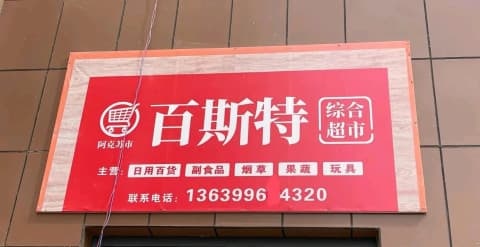 阿克苏市
百斯特
综合
超市
主营: 日用百货 副食品 烟草 果蔬 玩具
联系电话: 1363996 4320